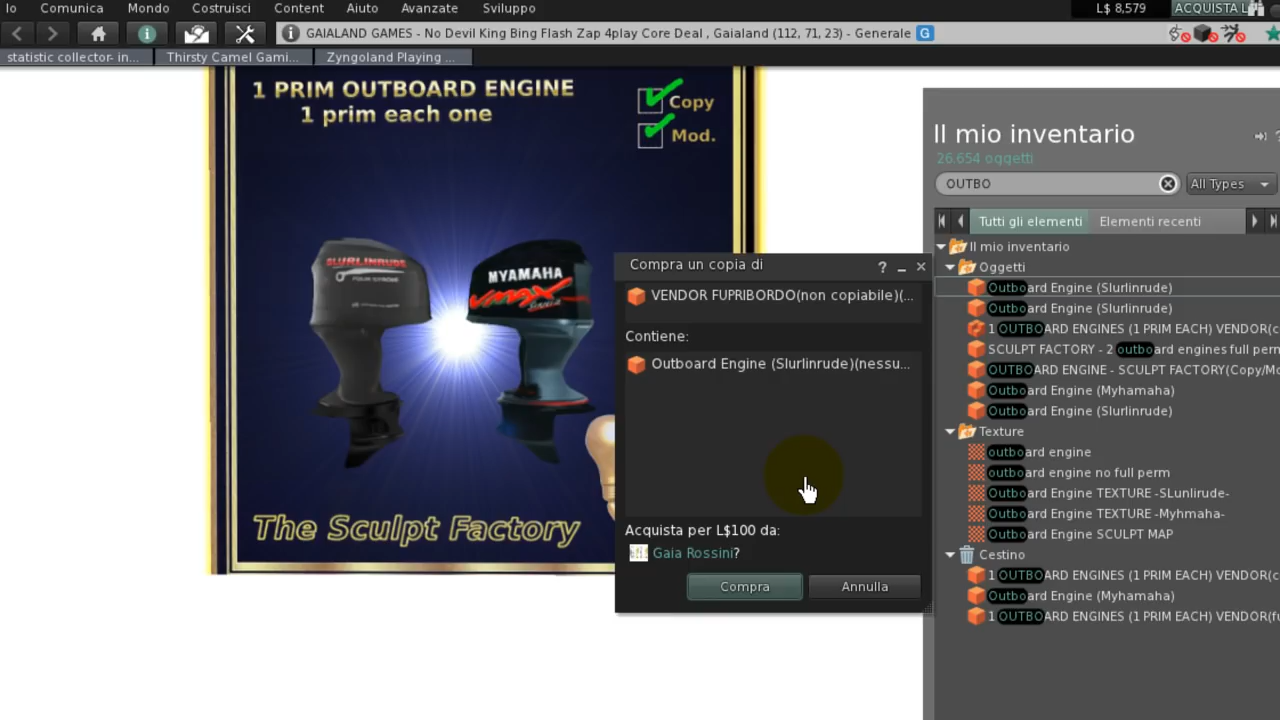 Io Comunica Mondo Costruisci Content Aiuto Avanzate Sviluppo L$ 8,579 ACQUISTA L
GAIALAND GAMES - No Devil King Bing Flash Zap 4play Core Deal , Gaialand (112, 71, 23) - Generale G
statistic collector- in... Thirsty Camel Gami... Zyngoland Playing ...
1 PRIM OUTBOARD ENGINE
1 prim each one
Copy
Mod.
SLURLINRUDE
MYAMAHA
vmax
The Sculpt Factory
Compra un copia di
VENDOR FUPRIBORDO(non copiabile)(...
Contiene:
Outboard Engine (Slurlinrude)(nessu...
Acquista per L$100 da:
Gaia Rossini?
Compra Annulla
Il mio inventario
26.654 oggetti
OUTBO All Types
Tutti gli elementi Elementi recenti
Il mio inventario
Oggetti
Outboard Engine (Slurlinrude)
Outboard Engine (Slurlinrude)
1 OUTBOARD ENGINES (1 PRIM EACH) VENDOR(c
SCULPT FACTORY - 2 outboard engines full perm
OUTBOARD ENGINE - SCULPT FACTORY(Copy/Mo
Outboard Engine (Myhamaha)
Outboard Engine (Slurlinrude)
Texture
outboard engine
outboard engine no full perm
Outboard Engine TEXTURE -SLunlirude-
Outboard Engine TEXTURE -Myhmaha-
Outboard Engine SCULPT MAP
Cestino
1 OUTBOARD ENGINES (1 PRIM EACH) VENDOR(c
Outboard Engine (Myhamaha)
1 OUTBOARD ENGINES (1 PRIM EACH) VENDOR(fu